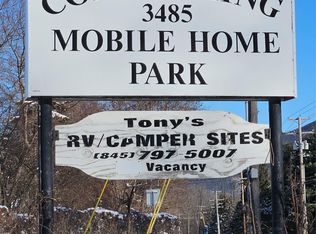 3485
MOBILE HOME
PARK
Tony's
RV/CAMPER SITES
(845) 797-5007
Vacancy